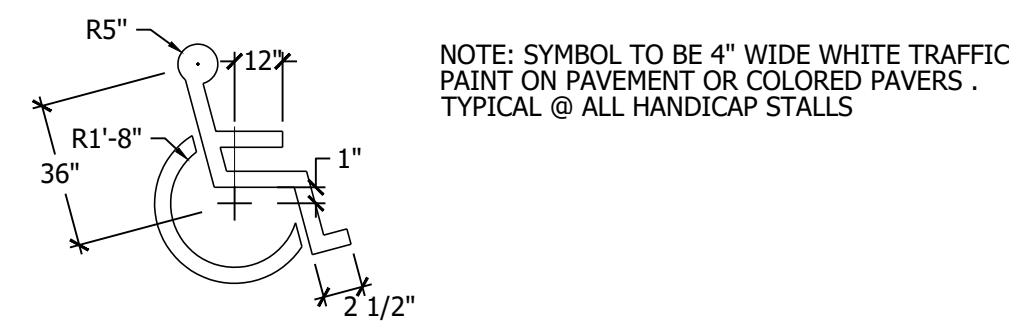 R5"
12"
NOTE: SYMBOL TO BE 4" WIDE WHITE TRAFFIC
PAINT ON PAVEMENT OR COLORED PAVERS .
TYPICAL @ ALL HANDICAP STALLS
R1'-8"
1"
36"
2 1/2"